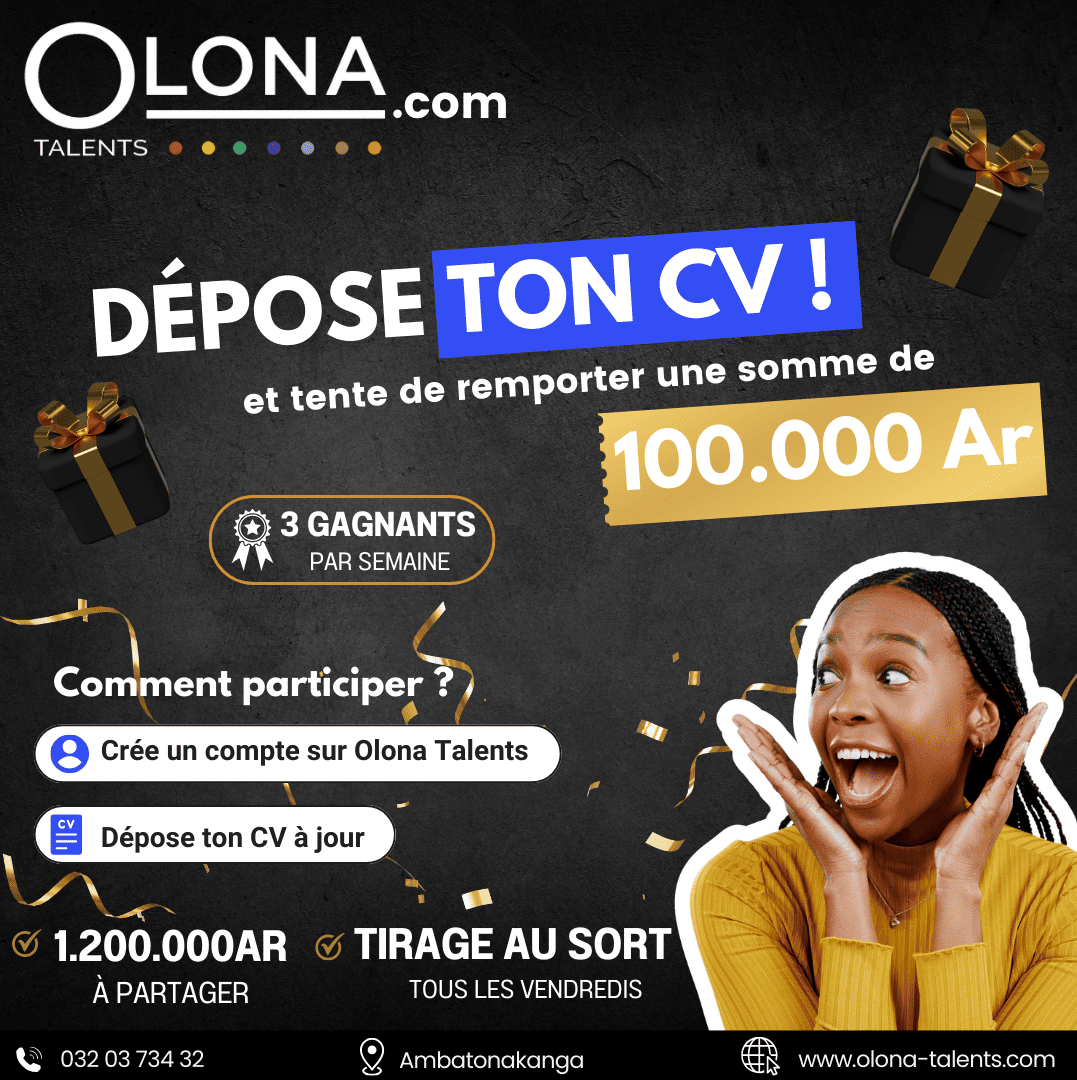 OLONA
.com
TALENTS
DÉPOSE TON CV !
et tente de remporter une somme de
100.000 Ar
3 GAGNANTS
PAR SEMAINE
Comment participer ?
Crée un compte sur Olona Talents
CV
Dépose ton CV à jour
1.200.000AR
À PARTAGER
TIRAGE AU SORT
TOUS LES VENDREDIS
032 03 734 32
Ambatonakanga
www.olona-talents.com